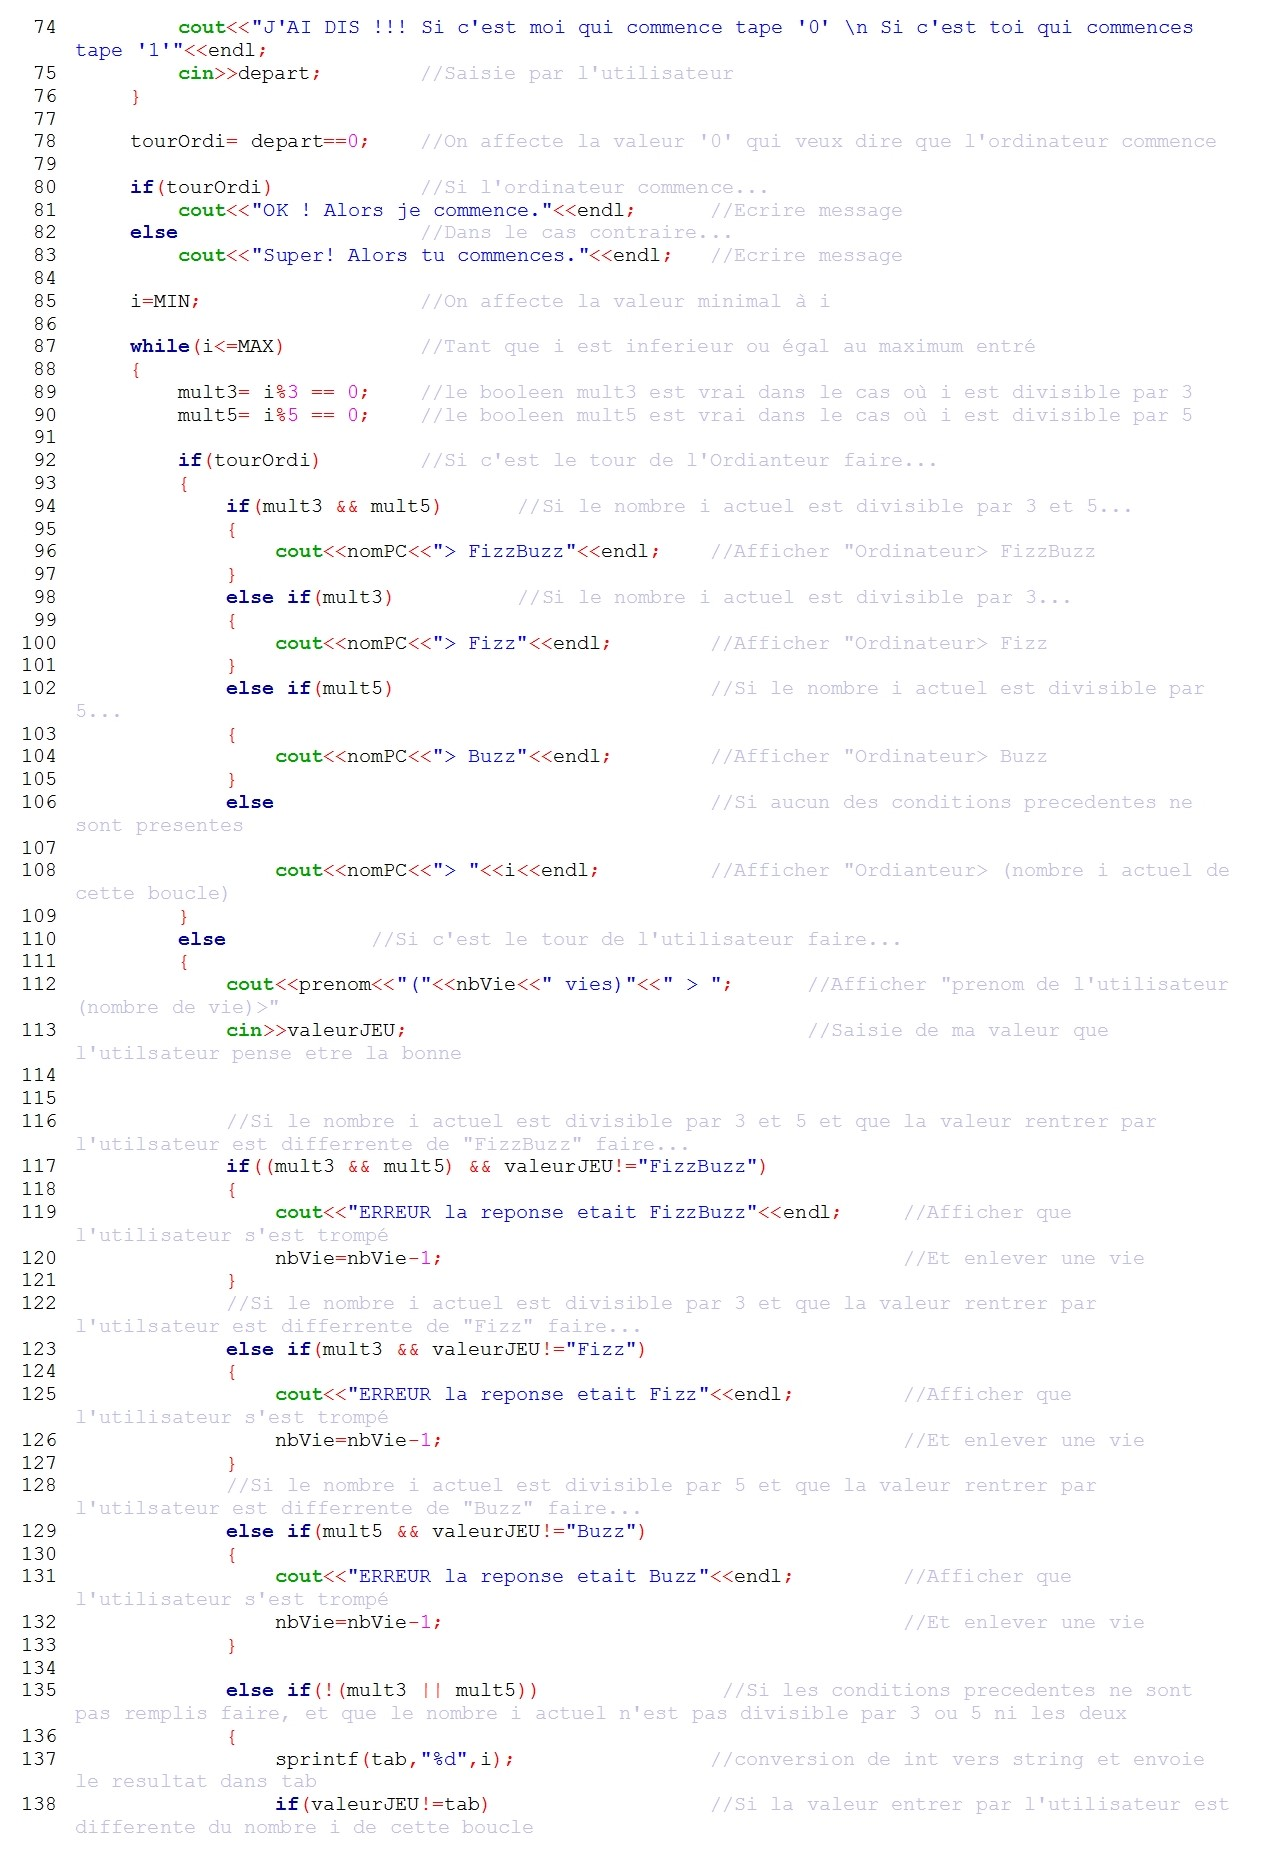 74 cout<<"J'AI DIS !!! Si c'est moi qui commence tape '0' \n Si c'est toi qui commences
tape '1'"<<endl;
75 cin>>depart; //Saisie par l'utilisateur
76 }
77
78 tourOrdi= depart==0; //On affecte la valeur '0' qui veux dire que l'ordinateur commence
79
80 if(tourOrdi) //Si l'ordinateur commence...
81 cout<<"OK ! Alors je commence."<<endl; //Ecrire message
82 else //Dans le cas contraire...
83 cout<<"Super! Alors tu commences."<<endl; //Ecrire message
84
85 i=MIN; //On affecte la valeur minimal à i
86
87 while(i<=MAX) //Tant que i est inferieur ou égal au maximum entré
88 {
89 mult3= i%3 == 0; //le booleen mult3 est vrai dans le cas où i est divisible par 3
90 mult5= i%5 == 0; //le booleen mult5 est vrai dans le cas où i est divisible par 5
91
92 if(tourOrdi) //Si c'est le tour de l'Ordianteur faire...
93 {
94 if(mult3 && mult5) //Si le nombre i actuel est divisible par 3 et 5...
95 {
96 cout<<nomPC<<"> FizzBuzz"<<endl; //Afficher "Ordinateur> FizzBuzz
97 }
98 else if(mult3) //Si le nombre i actuel est divisible par 3...
99 {
100 cout<<nomPC<<"> Fizz"<<endl; //Afficher "Ordinateur> Fizz
101 }
102 else if(mult5) //Si le nombre i actuel est divisible par
5...
103 {
104 cout<<nomPC<<"> Buzz"<<endl; //Afficher "Ordinateur> Buzz
105 }
106 else //Si aucun des conditions precedentes ne
sont presentes
107
108 cout<<nomPC<<"> "<<i<<endl; //Afficher "Ordianteur> (nombre i actuel de
cette boucle)
109 }
110 else //Si c'est le tour de l'utilisateur faire...
111 {
112 cout<<prenom<<"("<<nbVie<<" vies)"<<" > "; //Afficher "prenom de l'utilisateur
(nombre de vie)>"
113 cin>>valeurJEU; //Saisie de ma valeur que
l'utilsateur pense etre la bonne
114
115
116 //Si le nombre i actuel est divisible par 3 et 5 et que la valeur rentrer par
l'utilsateur est differrente de "FizzBuzz" faire...
117 if((mult3 && mult5) && valeurJEU!="FizzBuzz")
118 {
119 cout<<"ERREUR la reponse etait FizzBuzz"<<endl; //Afficher que
l'utilisateur s'est trompé
120 nbVie=nbVie-1; //Et enlever une vie
121 }
122 //Si le nombre i actuel est divisible par 3 et que la valeur rentrer par
l'utilsateur est differrente de "Fizz" faire...
123 else if(mult3 && valeurJEU!="Fizz")
124 {
125 cout<<"ERREUR la reponse etait Fizz"<<endl; //Afficher que
l'utilisateur s'est trompé
126 nbVie=nbVie-1; //Et enlever une vie
127 }
128 //Si le nombre i actuel est divisible par 5 et que la valeur rentrer par
l'utilsateur est differrente de "Buzz" faire...
129 else if(mult5 && valeurJEU!="Buzz")
130 {
131 cout<<"ERREUR la reponse etait Buzz"<<endl; //Afficher que
l'utilisateur s'est trompé
132 nbVie=nbVie-1; //Et enlever une vie
133 }
134
135 else if(!(mult3 || mult5)) //Si les conditions precedentes ne sont
pas remplis faire, et que le nombre i actuel n'est pas divisible par 3 ou 5 ni les deux
136 {
137 sprintf(tab,"%d",i); //conversion de int vers string et envoie
le resultat dans tab
138 if(valeurJEU!=tab) //Si la valeur entrer par l'utilisateur est
differente du nombre i de cette boucle